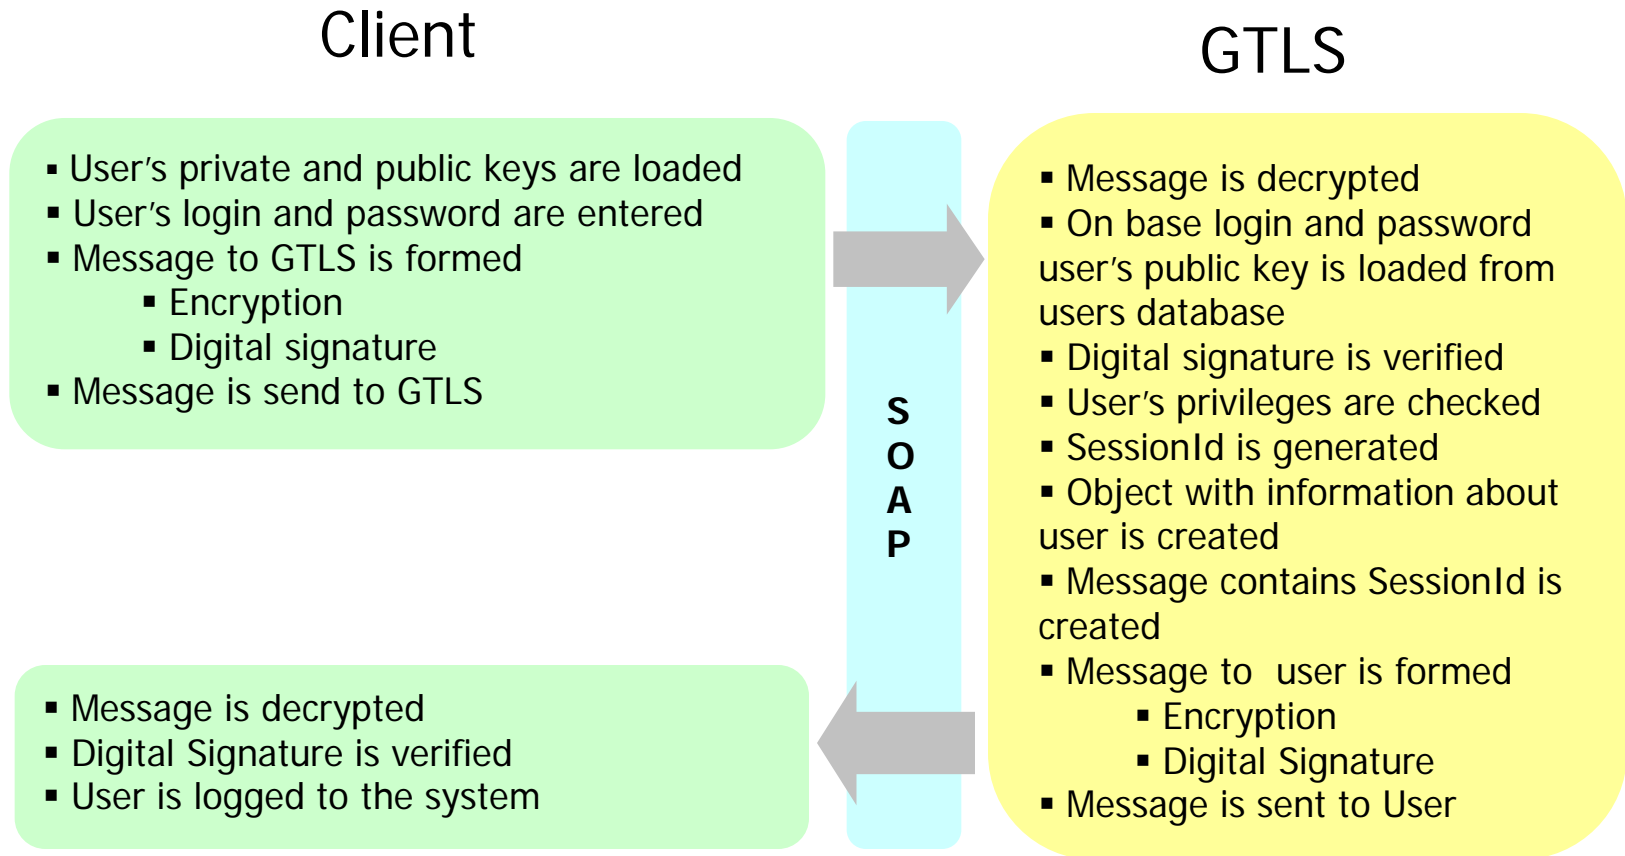 Client
▪ User's private and public keys are loaded
▪ User's login and password are entered
▪ Message to GTLS is formed
▪ Encryption
▪ Digital signature
▪ Message is send to GTLS
▪ Message is decrypted
▪ Digital Signature is verified
▪ User is logged to the system
S
O
A
P
GTLS
▪ Message is decrypted
▪ On base login and password
user's public key is loaded from
users database
▪ Digital signature is verified
▪ User's privileges are checked
▪ SessionId is generated
▪ Object with information about
user is created
▪ Message contains SessionId is
created
▪ Message to  user is formed
▪ Encryption
▪ Digital Signature
▪ Message is sent to User